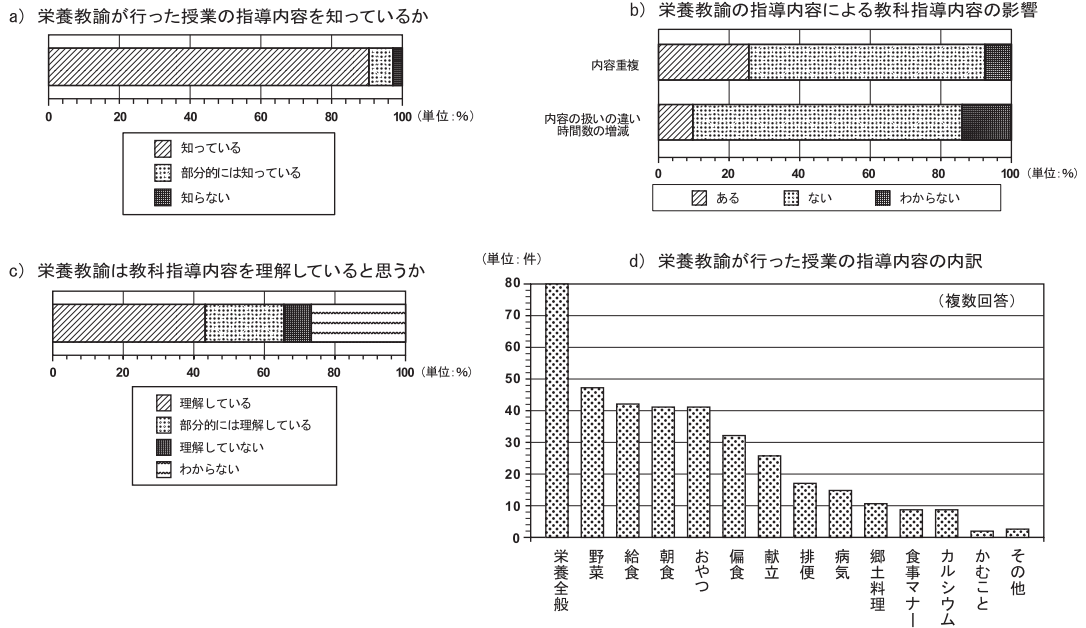 a) 栄養教諭が行った授業の指導内容を知っているか
0 20 40 60 80 100 (単位:%)
知っている
部分的には知っている
知らない
b) 栄養教諭の指導内容による教科指導内容の影響
内容重複
内容の扱いの違い
時間数の増減
0 20 40 60 80 100 (単位:%)
ある ない わからない
c) 栄養教諭は教科指導内容を理解していると思うか
0 20 40 60 80 100 (単位:%)
理解している
部分的には理解している
理解していない
わからない
d) 栄養教諭が行った授業の指導内容の内訳
(単位:件)
(複数回答)
80
70
60
50
40
30
20
10
0
栄養全般
野菜
給食
朝食
おやつ
偏食
献立
排便
病気
郷土料理
食事マナー
カルシウム
かむこと
その他